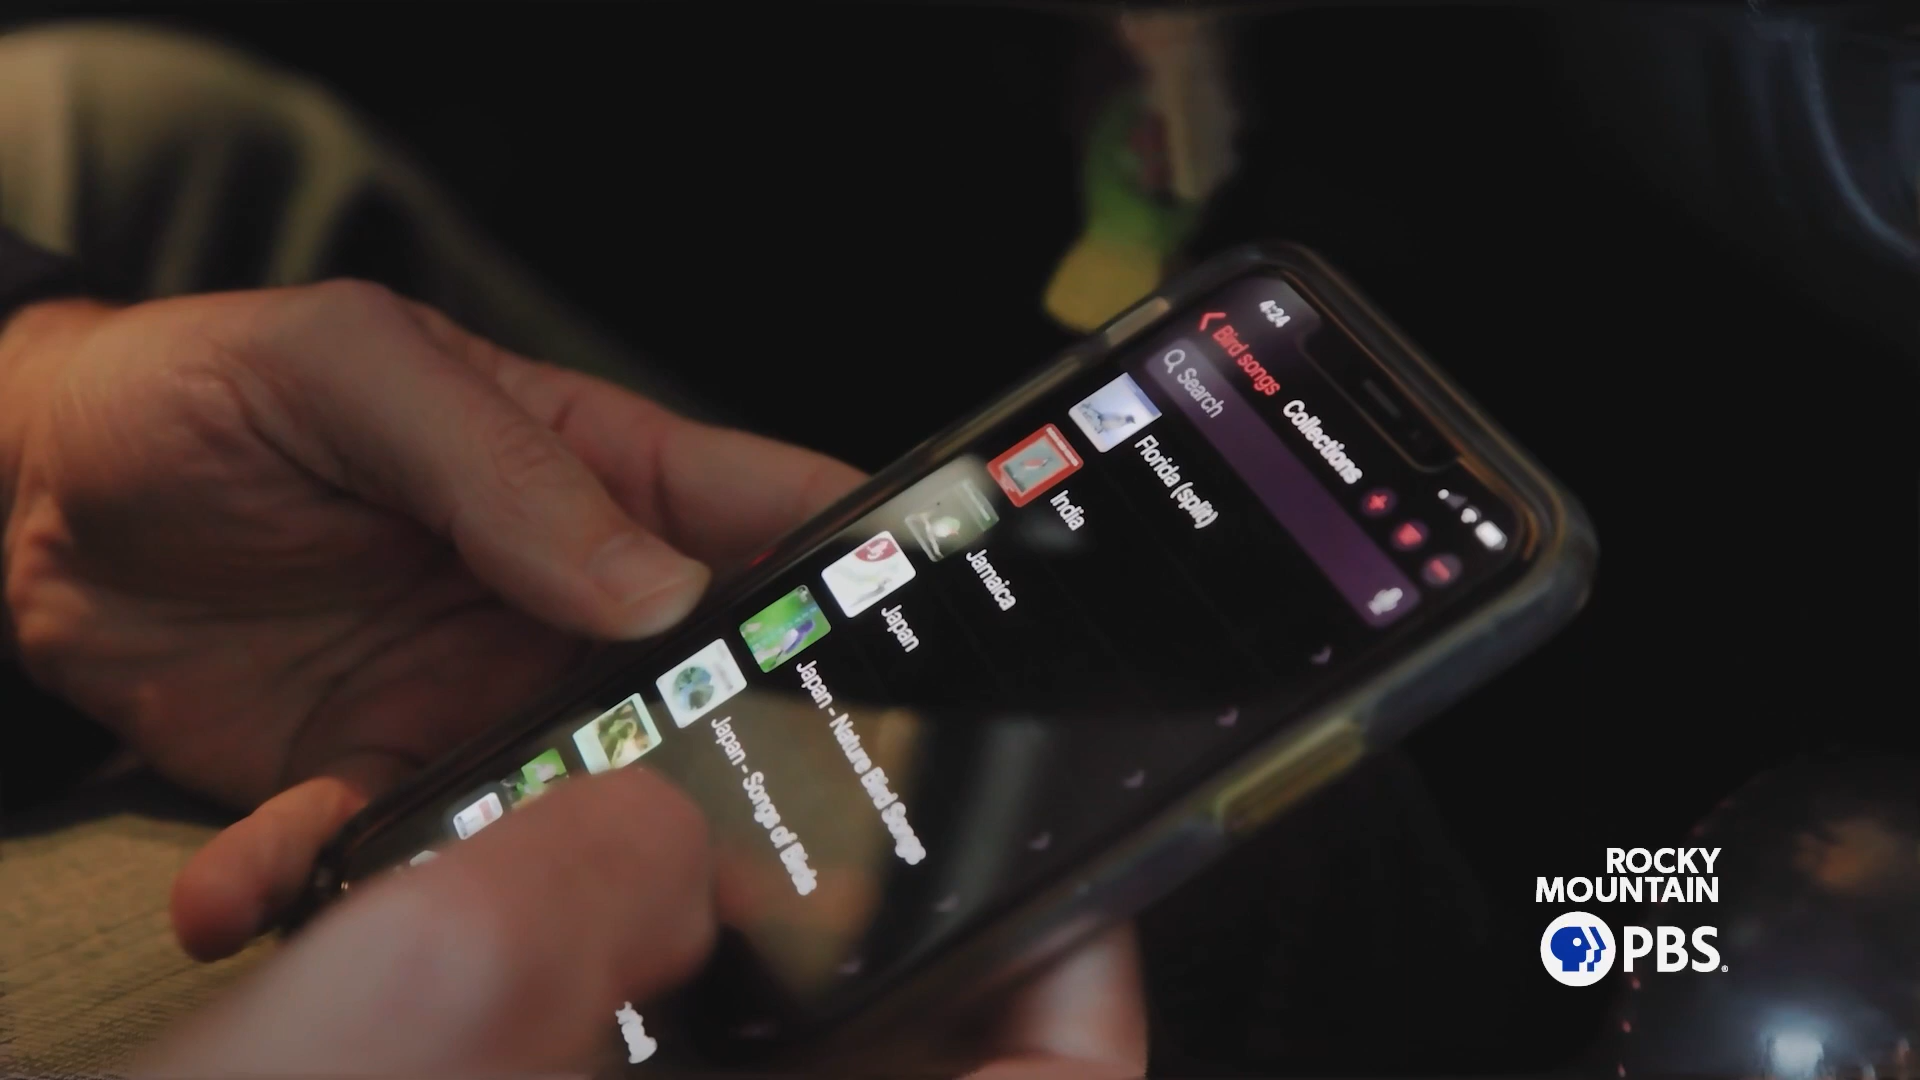 4:24
Bird songs
Collections
Search
Florida (split)
India
Jamaica
Japan
Japan - Nature Bird Songs
Japan - Songs of Birds
ROCKY
MOUNTAIN
PBS